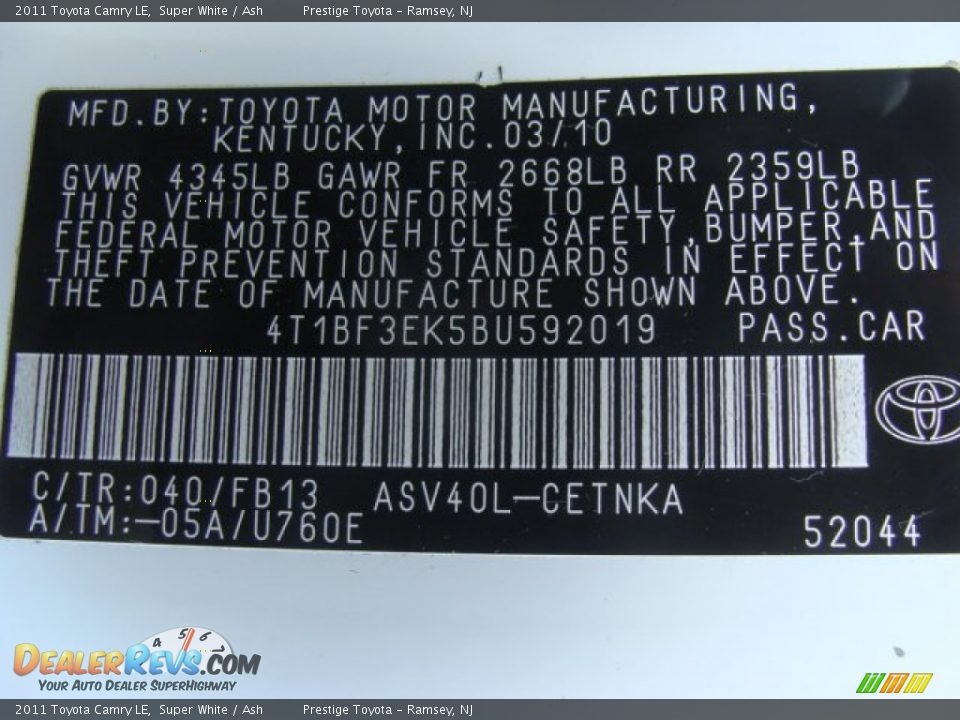 2011 Toyota Camry LE, Super White / Ash Prestige Toyota - Ramsey, NJ
MFD.BY:TOYOTA MOTOR MANUFACTURING,
KENTUCKY,INC.03/10
GVWR 4345LB GAWR FR 2668LB RR 2359LB
THIS VEHICLE CONFORMS TO ALL APPLICABLE
FEDERAL MOTOR VEHICLE SAFETY,BUMPER,AND
THEFT PREVENTION STANDARDS IN EFFECT ON
THE DATE OF MANUFACTURE SHOWN ABOVE.
4T1BF3EK5BU592019 PASS.CAR
C/TR:040/FB13 ASV40L-CETNKA
A/TM:-05A/U760E
52044
4 5 6 7
DEALERREVS.COM
YOUR AUTO DEALER SUPERHIGHWAY
2011 Toyota Camry LE, Super White / Ash Prestige Toyota - Ramsey, NJ